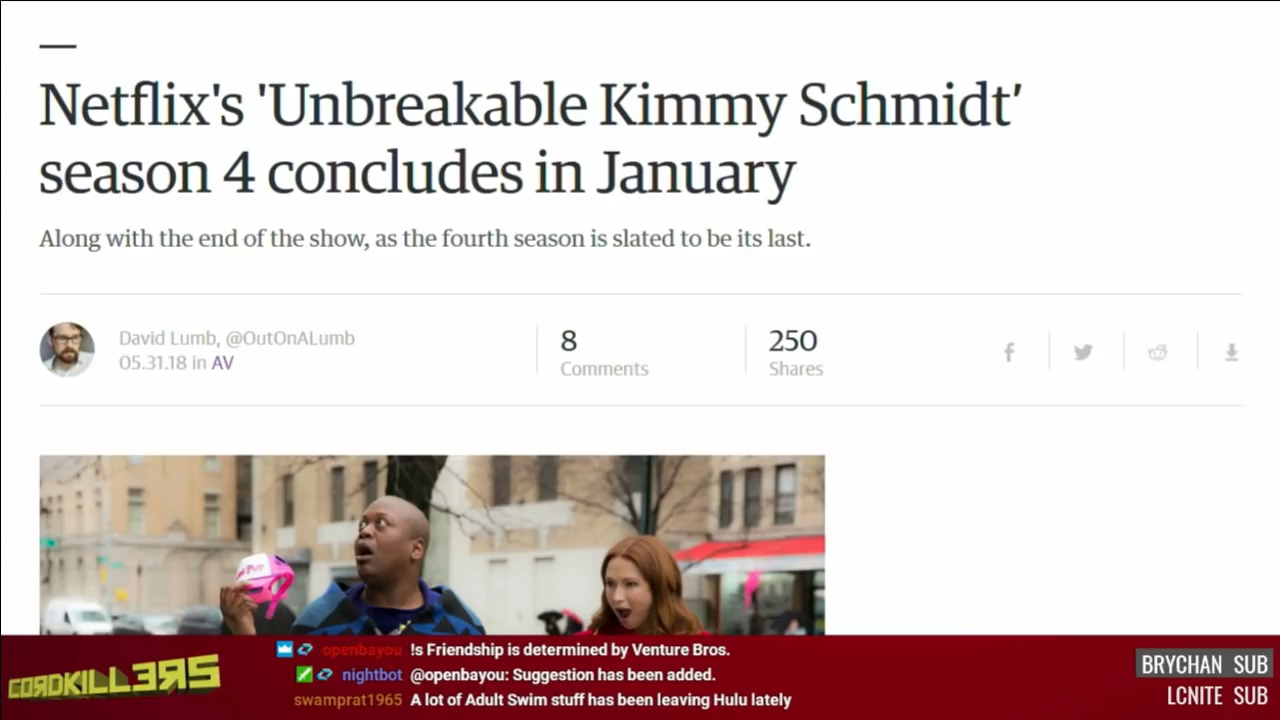 Netflix's 'Unbreakable Kimmy Schmidt'
season 4 concludes in January
Along with the end of the show, as the fourth season is slated to be its last.
David Lumb, @OutOnALumb
05.31.18 in AV
8
Comments
250
Shares
CORDKILLERS
openbayou !s Friendship is determined by Venture Bros.
nightbot @openbayou: Suggestion has been added.
swamprat1965 A lot of Adult Swim stuff has been leaving Hulu lately
BRYCHAN SUB
LCNITE SUB